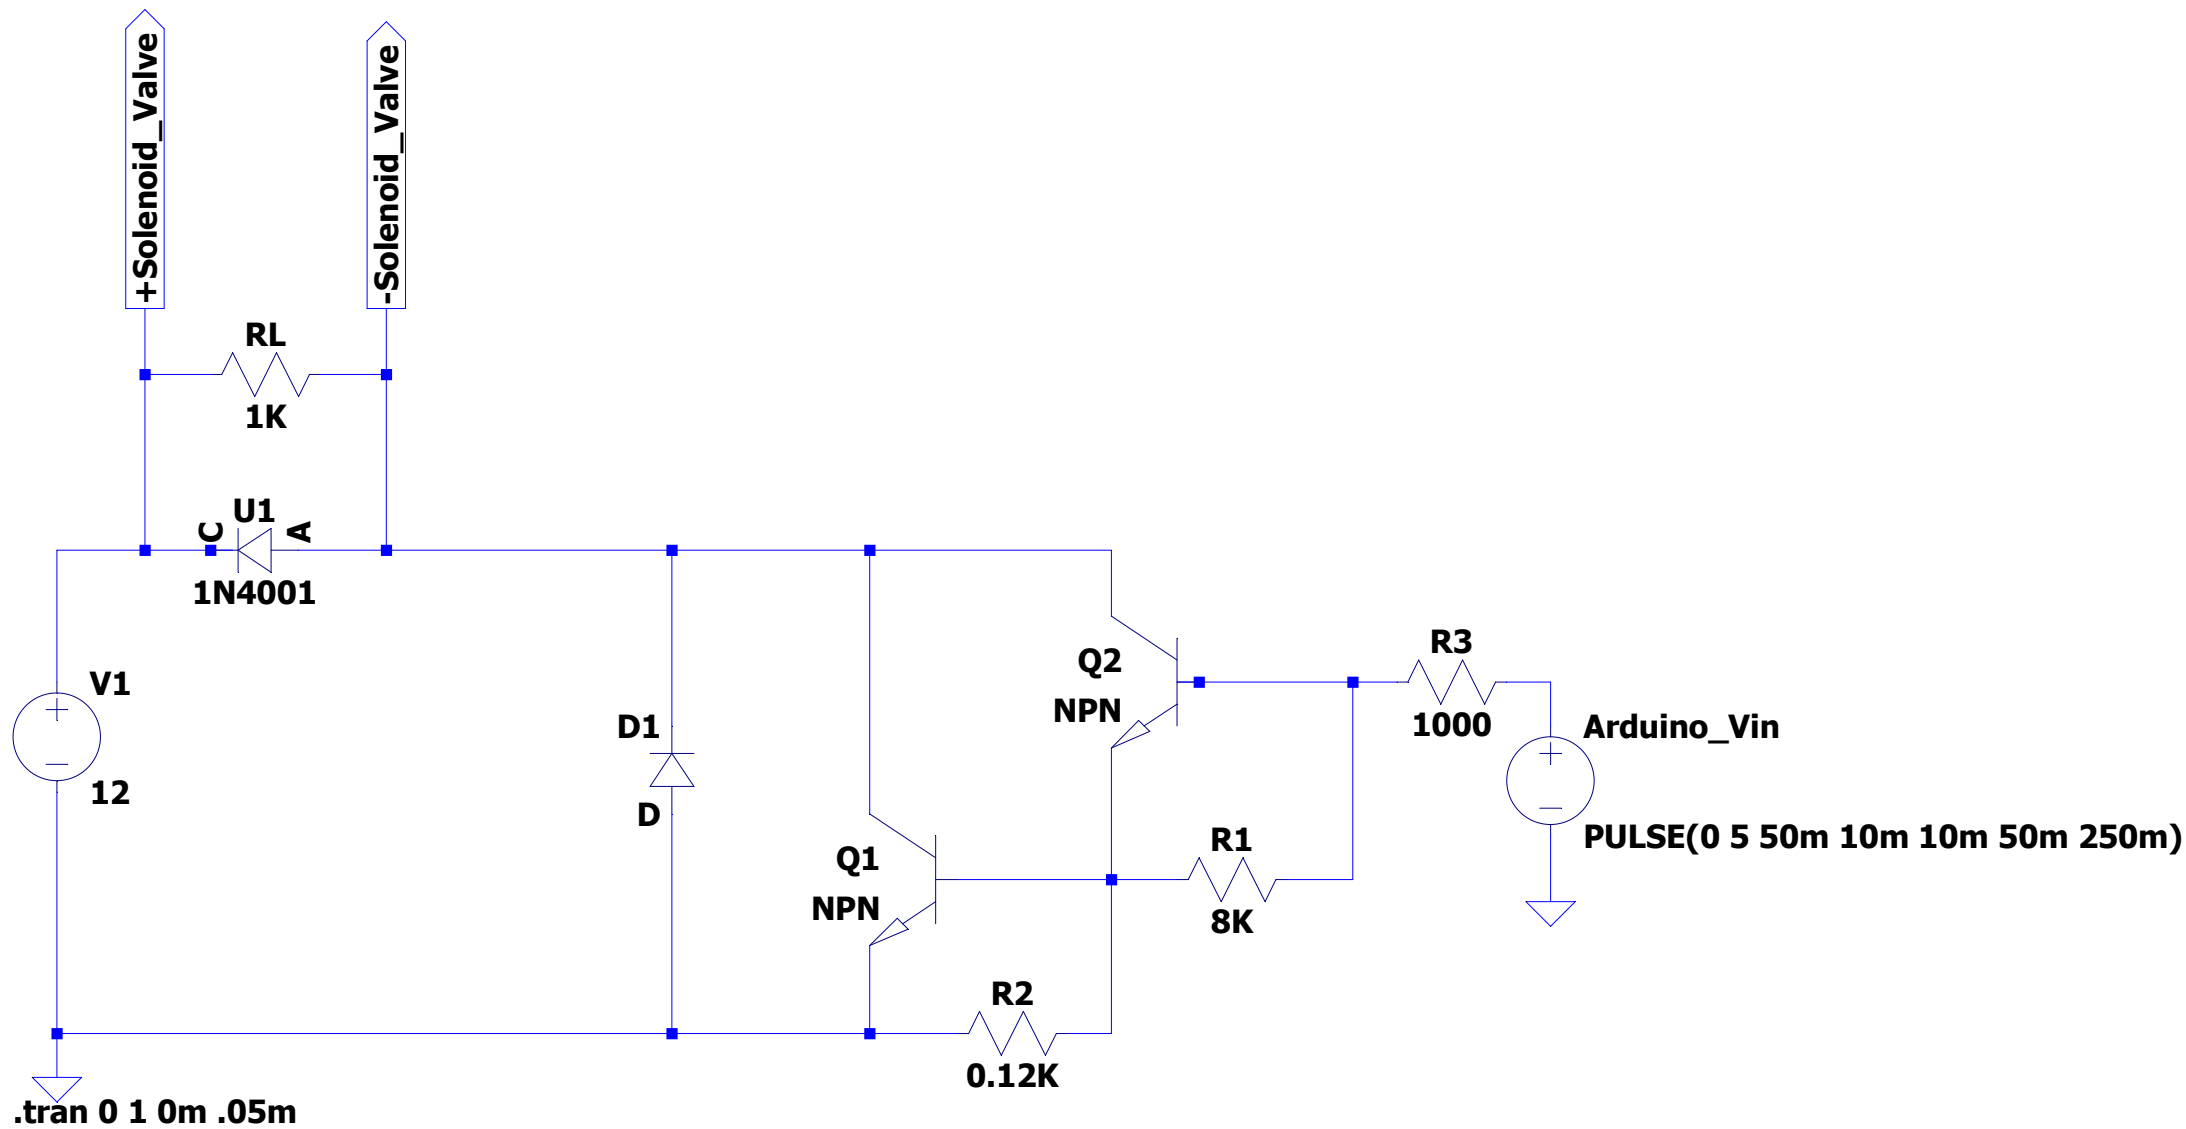 +Solenoid_Valve
-Solenoid_Valve
RL
1K
C
U1
A
1N4001
V1
12
D1
D
Q2
NPN
Q1
NPN
R3
1000
Arduino_Vin
PULSE(0 5 50m 10m 10m 50m 250m)
R1
8K
R2
0.12K
.tran 0 1 0m .05m